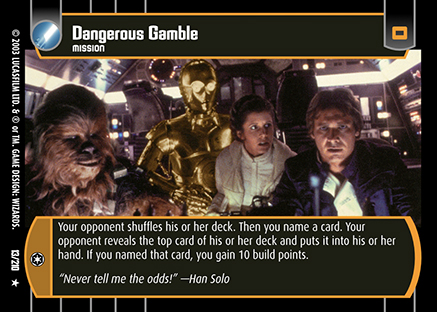 Dangerous Gamble
MISSION
0
Your opponent shuffles his or her deck. Then you name a card. Your
opponent reveals the top card of his or her deck and puts it into his or her
hand. If you named that card, you gain 10 build points.
"Never tell me the odds!" —Han Solo
© 2003 LUCASFILM LTD. & ® or TM. GAME DESIGN: WIZARDS.